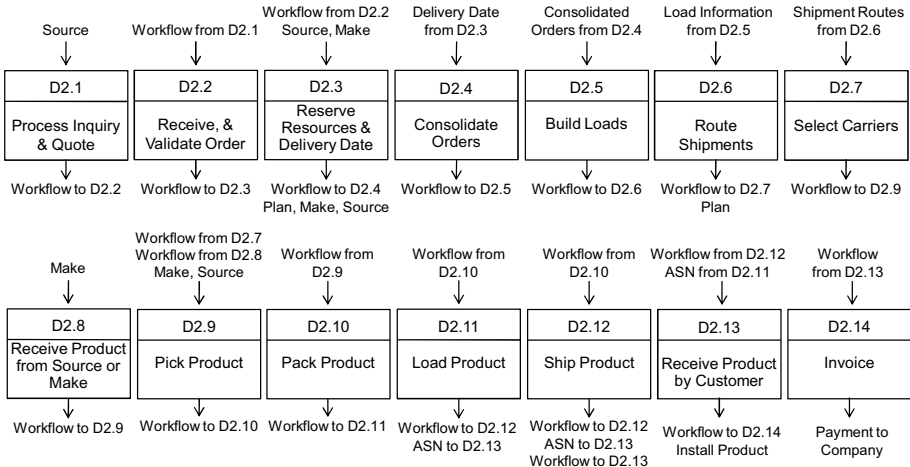 Source
D2.1
Process Inquiry
& Quote
Workflow to D2.2
Workflow from D2.1
D2.2
Receive, &
Validate Order
Workflow to D2.3
Workflow from D2.2
Source, Make
D2.3
Reserve
Resources &
Delivery Date
Workflow to D2.4
Plan, Make, Source
Delivery Date
from D2.3
D2.4
Consolidate
Orders
Workflow to D2.5
Consolidated
Orders from D2.4
D2.5
Build Loads
Workflow to D2.6
Load Information
from D2.5
D2.6
Route
Shipments
Workflow to D2.7
Plan
Shipment Routes
from D2.6
D2.7
Select Carriers
Workflow to D2.9
Make
D2.8
Receive Product
from Source or
Make
Workflow to D2.9
Workflow from D2.7
Workflow from D2.8
Make, Source
D2.9
Pick Product
Workflow to D2.10
Workflow from
D2.9
D2.10
Pack Product
Workflow to D2.11
Workflow from
D2.10
D2.11
Load Product
Workflow to D2.12
ASN to D2.13
Workflow from
D2.10
D2.12
Ship Product
Workflow to D2.12
ASN to D2.13
Workflow to D2.13
Workflow from D2.12
ASN from D2.11
D2.13
Receive Product
by Customer
Workflow to D2.14
Install Product
Workflow
from D2.13
D2.14
Invoice
Payment to
Company